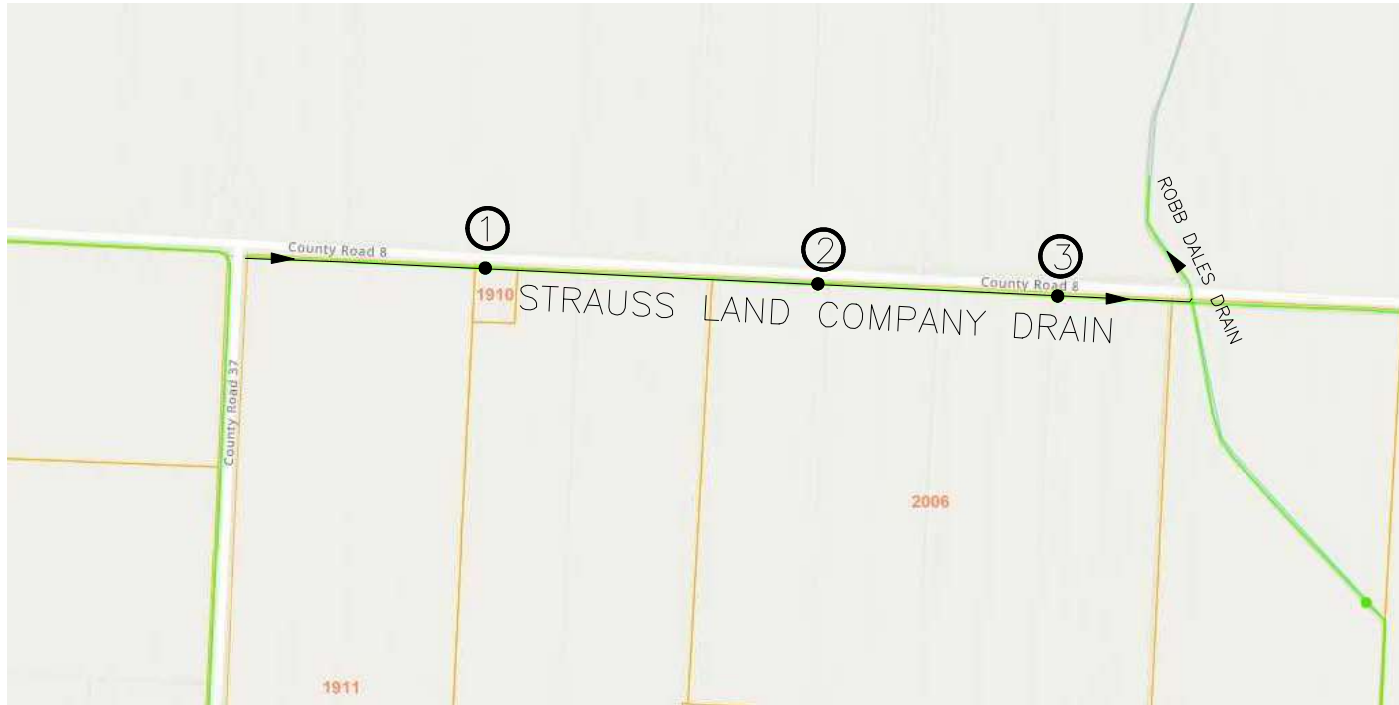 1
2
3
County Road 8
County Road 8
1910
STRAUSS LAND COMPANY DRAIN
ROBB DALES DRAIN
County Road 37
2006
1911